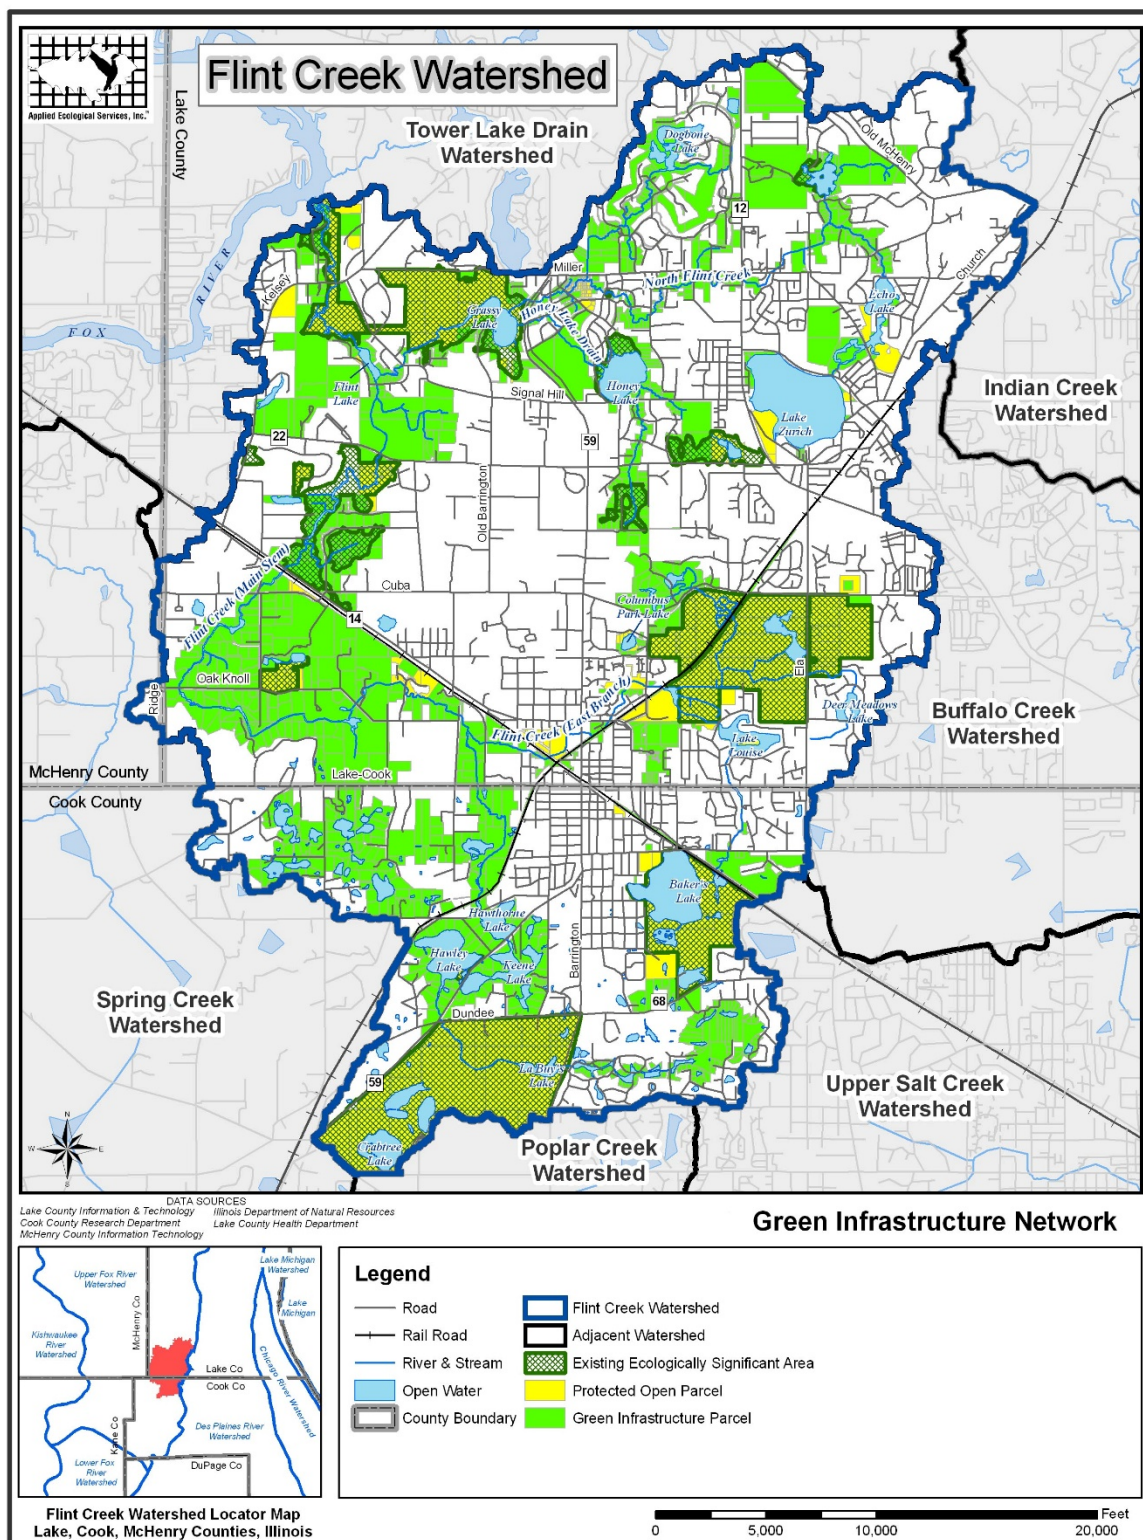 Applied Ecological Services, Inc.™
Flint Creek Watershed
Lake County
Tower Lake Drain
Watershed
Dogbone
Lake
Old McHenry
12
RIVER
FOX
Kelsey
Miller
North Flint Creek
Church
Echo
Lake
Grassy
Lake
Honey Lake Drain
Flint
Lake
Signal Hill
Honey
Lake
Lake
Zurich
Indian Creek
Watershed
22
59
Old Barrington
Flint Creek (Main Stem)
Cuba
14
Columbus
Park Lake
Ela
Oak Knoll
Ridge
Flint Creek (East Branch)
Deer Meadows
Lake
Lake
Louise
Buffalo Creek
Watershed
McHenry County
Cook County
Lake-Cook
Baker's
Lake
Hawthorne
Lake
Hawley
Lake
Keene
Lake
Barrington
Spring Creek
Watershed
Dundee
68
59
La Buy's
Lake
Crabtree
Lake
Upper Salt Creek
Watershed
Poplar Creek
Watershed
N
W
E
S
DATA SOURCES
Lake County Information & Technology Illinois Department of Natural Resources
Cook County Research Department Lake County Health Department
McHenry County Information Technology
Green Infrastructure Network
Upper Fox River
Watershed
McHenry Co
Lake Michigan
Watershed
Lake
Michigan
Kishwaukee
River
Watershed
Lake Co
Cook Co
Chicago River Watershed
Kane Co
Des Plaines River
Watershed
Lower Fox
River
Watershed
DuPage Co
Flint Creek Watershed Locator Map
Lake, Cook, McHenry Counties, Illinois
Legend
Road
Rail Road
River & Stream
Open Water
County Boundary
Flint Creek Watershed
Adjacent Watershed
Existing Ecologically Significant Area
Protected Open Parcel
Green Infrastructure Parcel
Feet
0 5,000 10,000 20,000